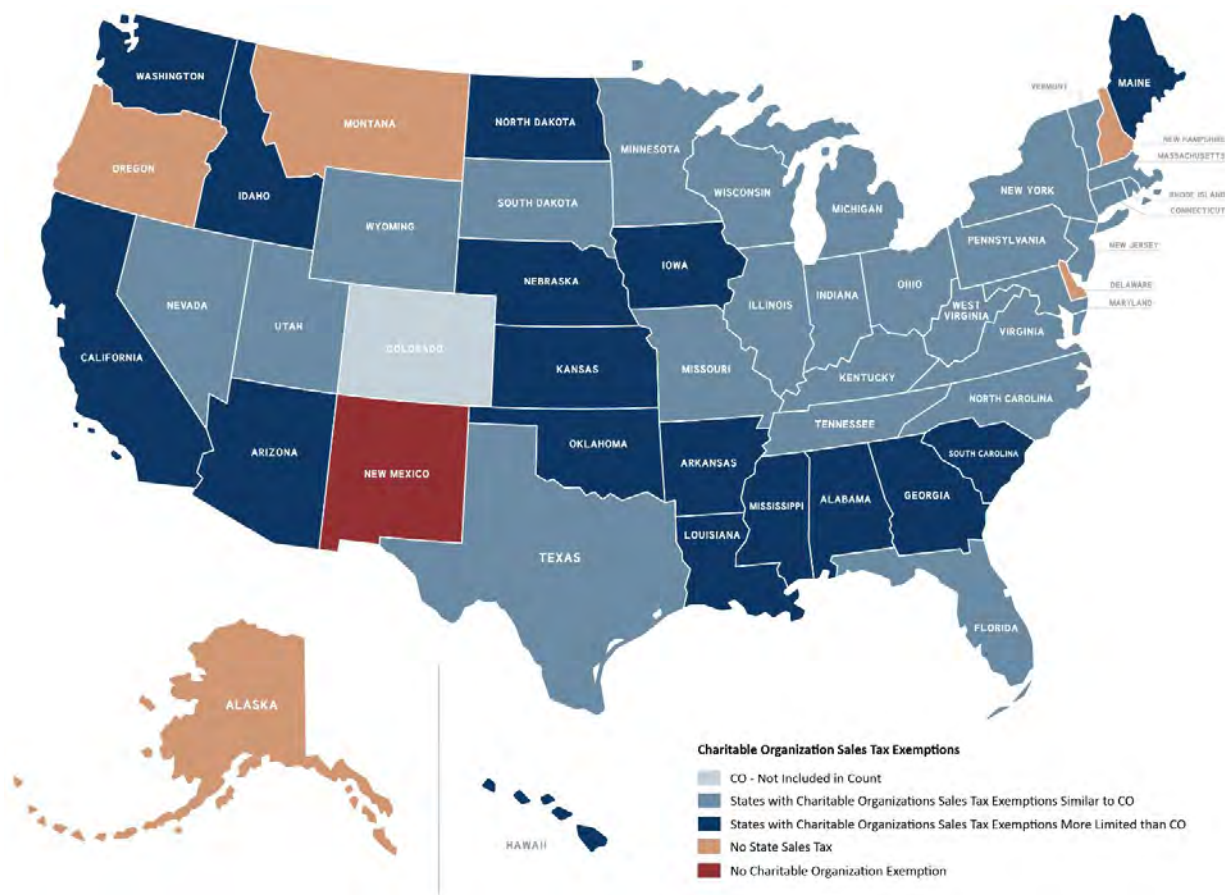 WASHINGTON
MONTANA
NORTH DAKOTA
MINNESOTA
VERMONT
MAINE
OREGON
IDAHO
SOUTH DAKOTA
WISCONSIN
MICHIGAN
NEW YORK
NEW HAMPSHIRE
MASSACHUSETTS
RHODE ISLAND
CONNECTICUT
WYOMING
IOWA
PENNSYLVANIA
NEW JERSEY
NEVADA
UTAH
COLORADO
NEBRASKA
ILLINOIS
INDIANA
OHIO
WEST
VIRGINIA
VIRGINIA
DELAWARE
MARYLAND
CALIFORNIA
KANSAS
MISSOURI
KENTUCKY
ARIZONA
NEW MEXICO
OKLAHOMA
ARKANSAS
TENNESSEE
NORTH CAROLINA
SOUTH CAROLINA
TEXAS
LOUISIANA
MISSISSIPPI
ALABAMA
GEORGIA
FLORIDA
ALASKA
HAWAII
Charitable Organization Sales Tax Exemptions
CO - Not Included in Count
States with Charitable Organizations Sales Tax Exemptions Similar to CO
States with Charitable Organizations Sales Tax Exemptions More Limited than CO
No State Sales Tax
No Charitable Organization Exemption